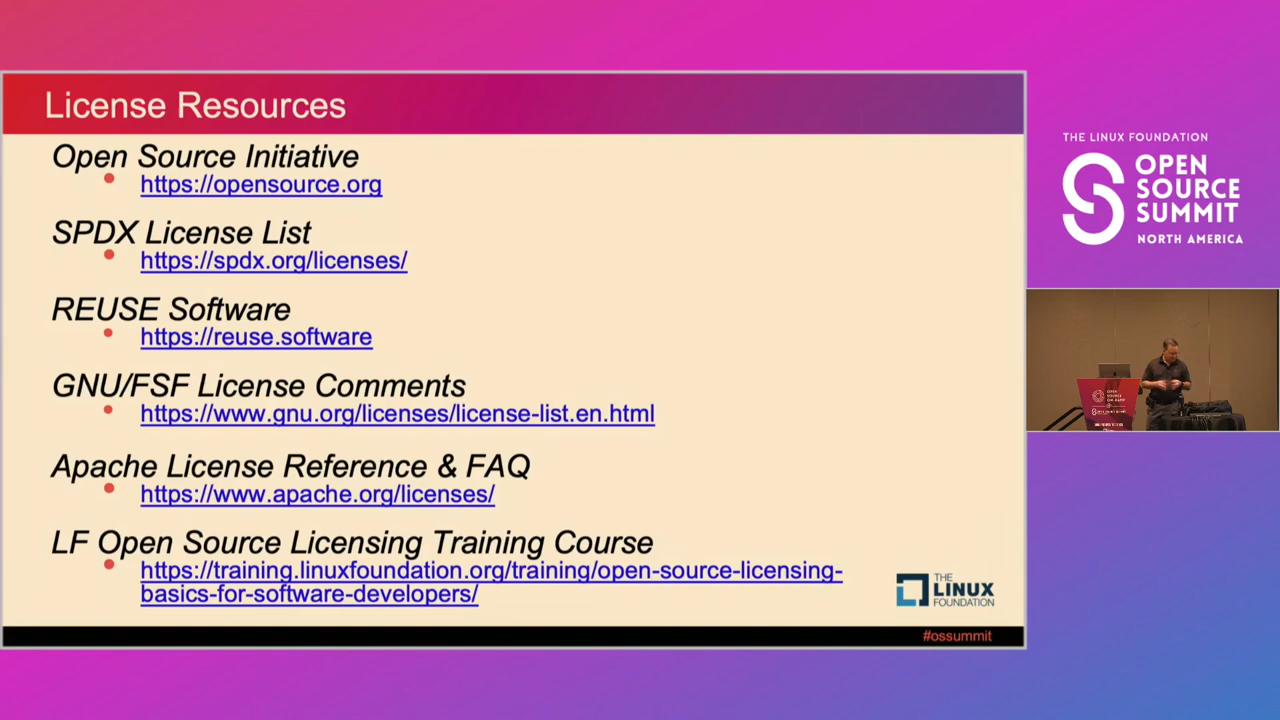 License Resources
Open Source Initiative
https://opensource.org
SPDX License List
https://spdx.org/licenses/
REUSE Software
https://reuse.software
GNU/FSF License Comments
https://www.gnu.org/licenses/license-list.en.html
Apache License Reference & FAQ
https://www.apache.org/licenses/
LF Open Source Licensing Training Course
https://training.linuxfoundation.org/training/open-source-licensing-
basics-for-software-developers/
THE
LINUX
FOUNDATION
#ossummit
THE LINUX FOUNDATION
OPEN
SOURCE
SUMMIT
NORTH AMERICA